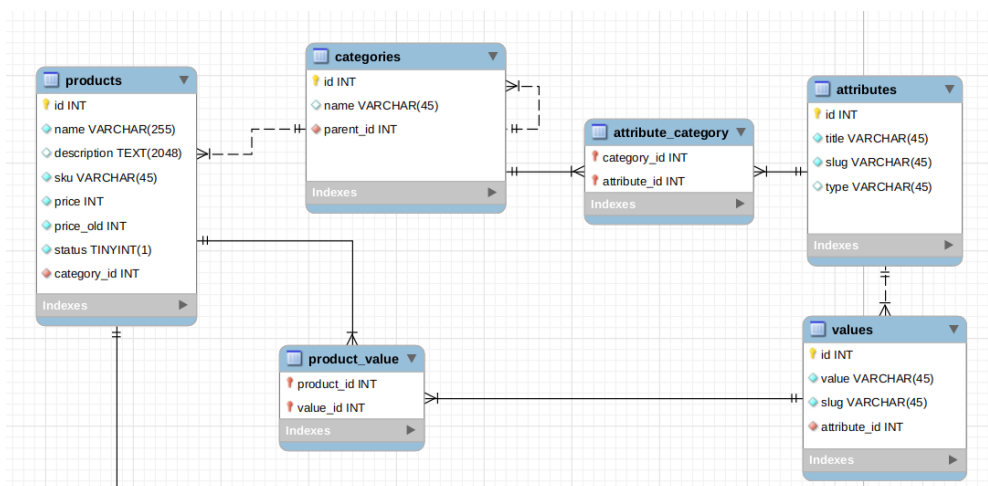 products
id INT
name VARCHAR(255)
description TEXT(2048)
sku VARCHAR(45)
price INT
price_old INT
status TINYINT(1)
category_id INT
Indexes
categories
id INT
name VARCHAR(45)
parent_id INT
Indexes
attribute_category
category_id INT
attribute_id INT
Indexes
attributes
id INT
title VARCHAR(45)
slug VARCHAR(45)
type VARCHAR(45)
Indexes
product_value
product_id INT
value_id INT
Indexes
values
id INT
value VARCHAR(45)
slug VARCHAR(45)
attribute_id INT
Indexes